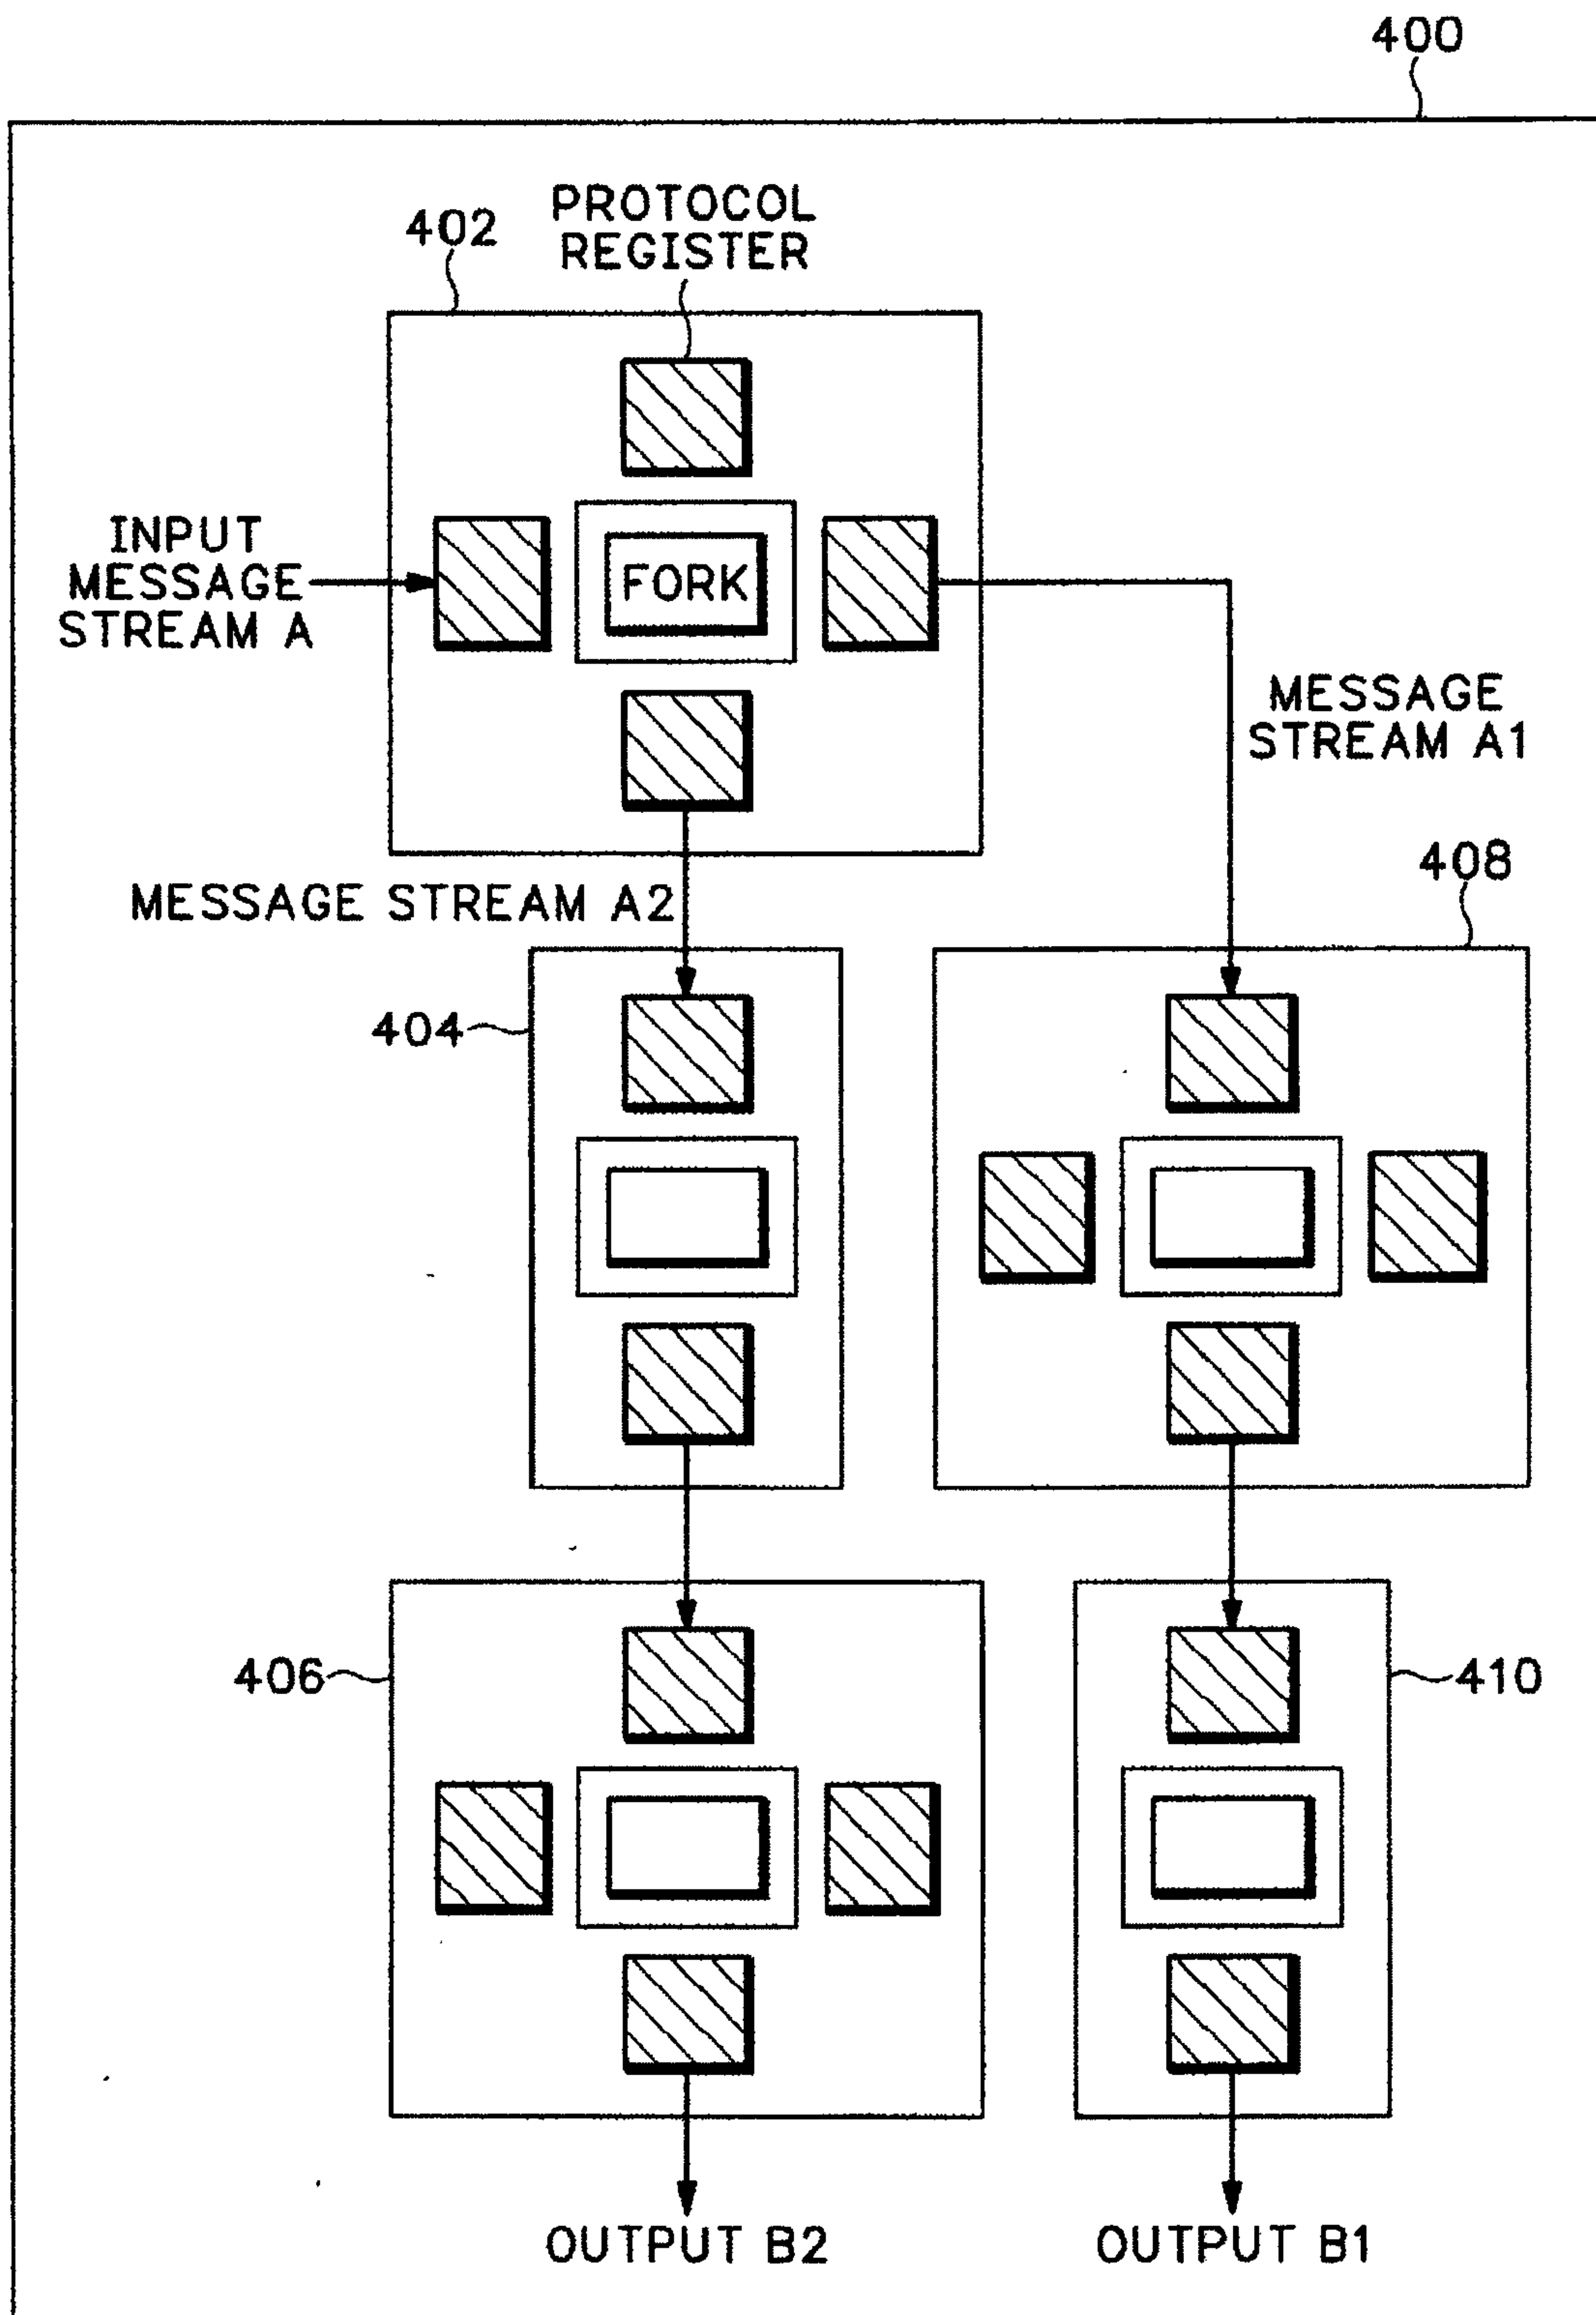 400
402
PROTOCOL
REGISTER
INPUT
MESSAGE
STREAM A
FORK
MESSAGE
STREAM A1
MESSAGE STREAM A2
408
404
406
410
OUTPUT B2
OUTPUT B1